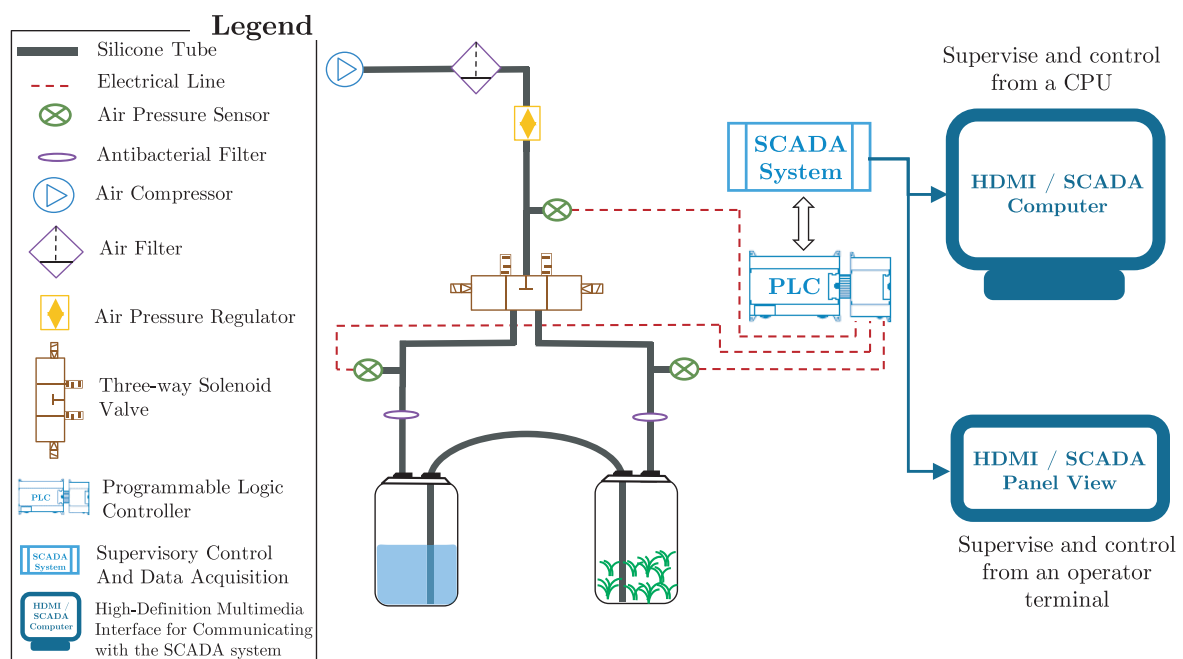 Legend
Silicone Tube
Electrical Line
Air Pressure Sensor
Antibacterial Filter
Air Compressor
Air Filter
Air Pressure Regulator
Three-way Solenoid
Valve
PLC
Programmable Logic
Controller
SCADA
System
Supervisory Control
And Data Acquisition
HDMI /
SCADA
Computer
High-Definition Multimedia
Interface for Communicating
with the SCADA system
SCADA
System
PLC
Supervise and control
from a CPU
HDMI / SCADA
Computer
HDMI / SCADA
Panel View
Supervise and control
from an operator
terminal